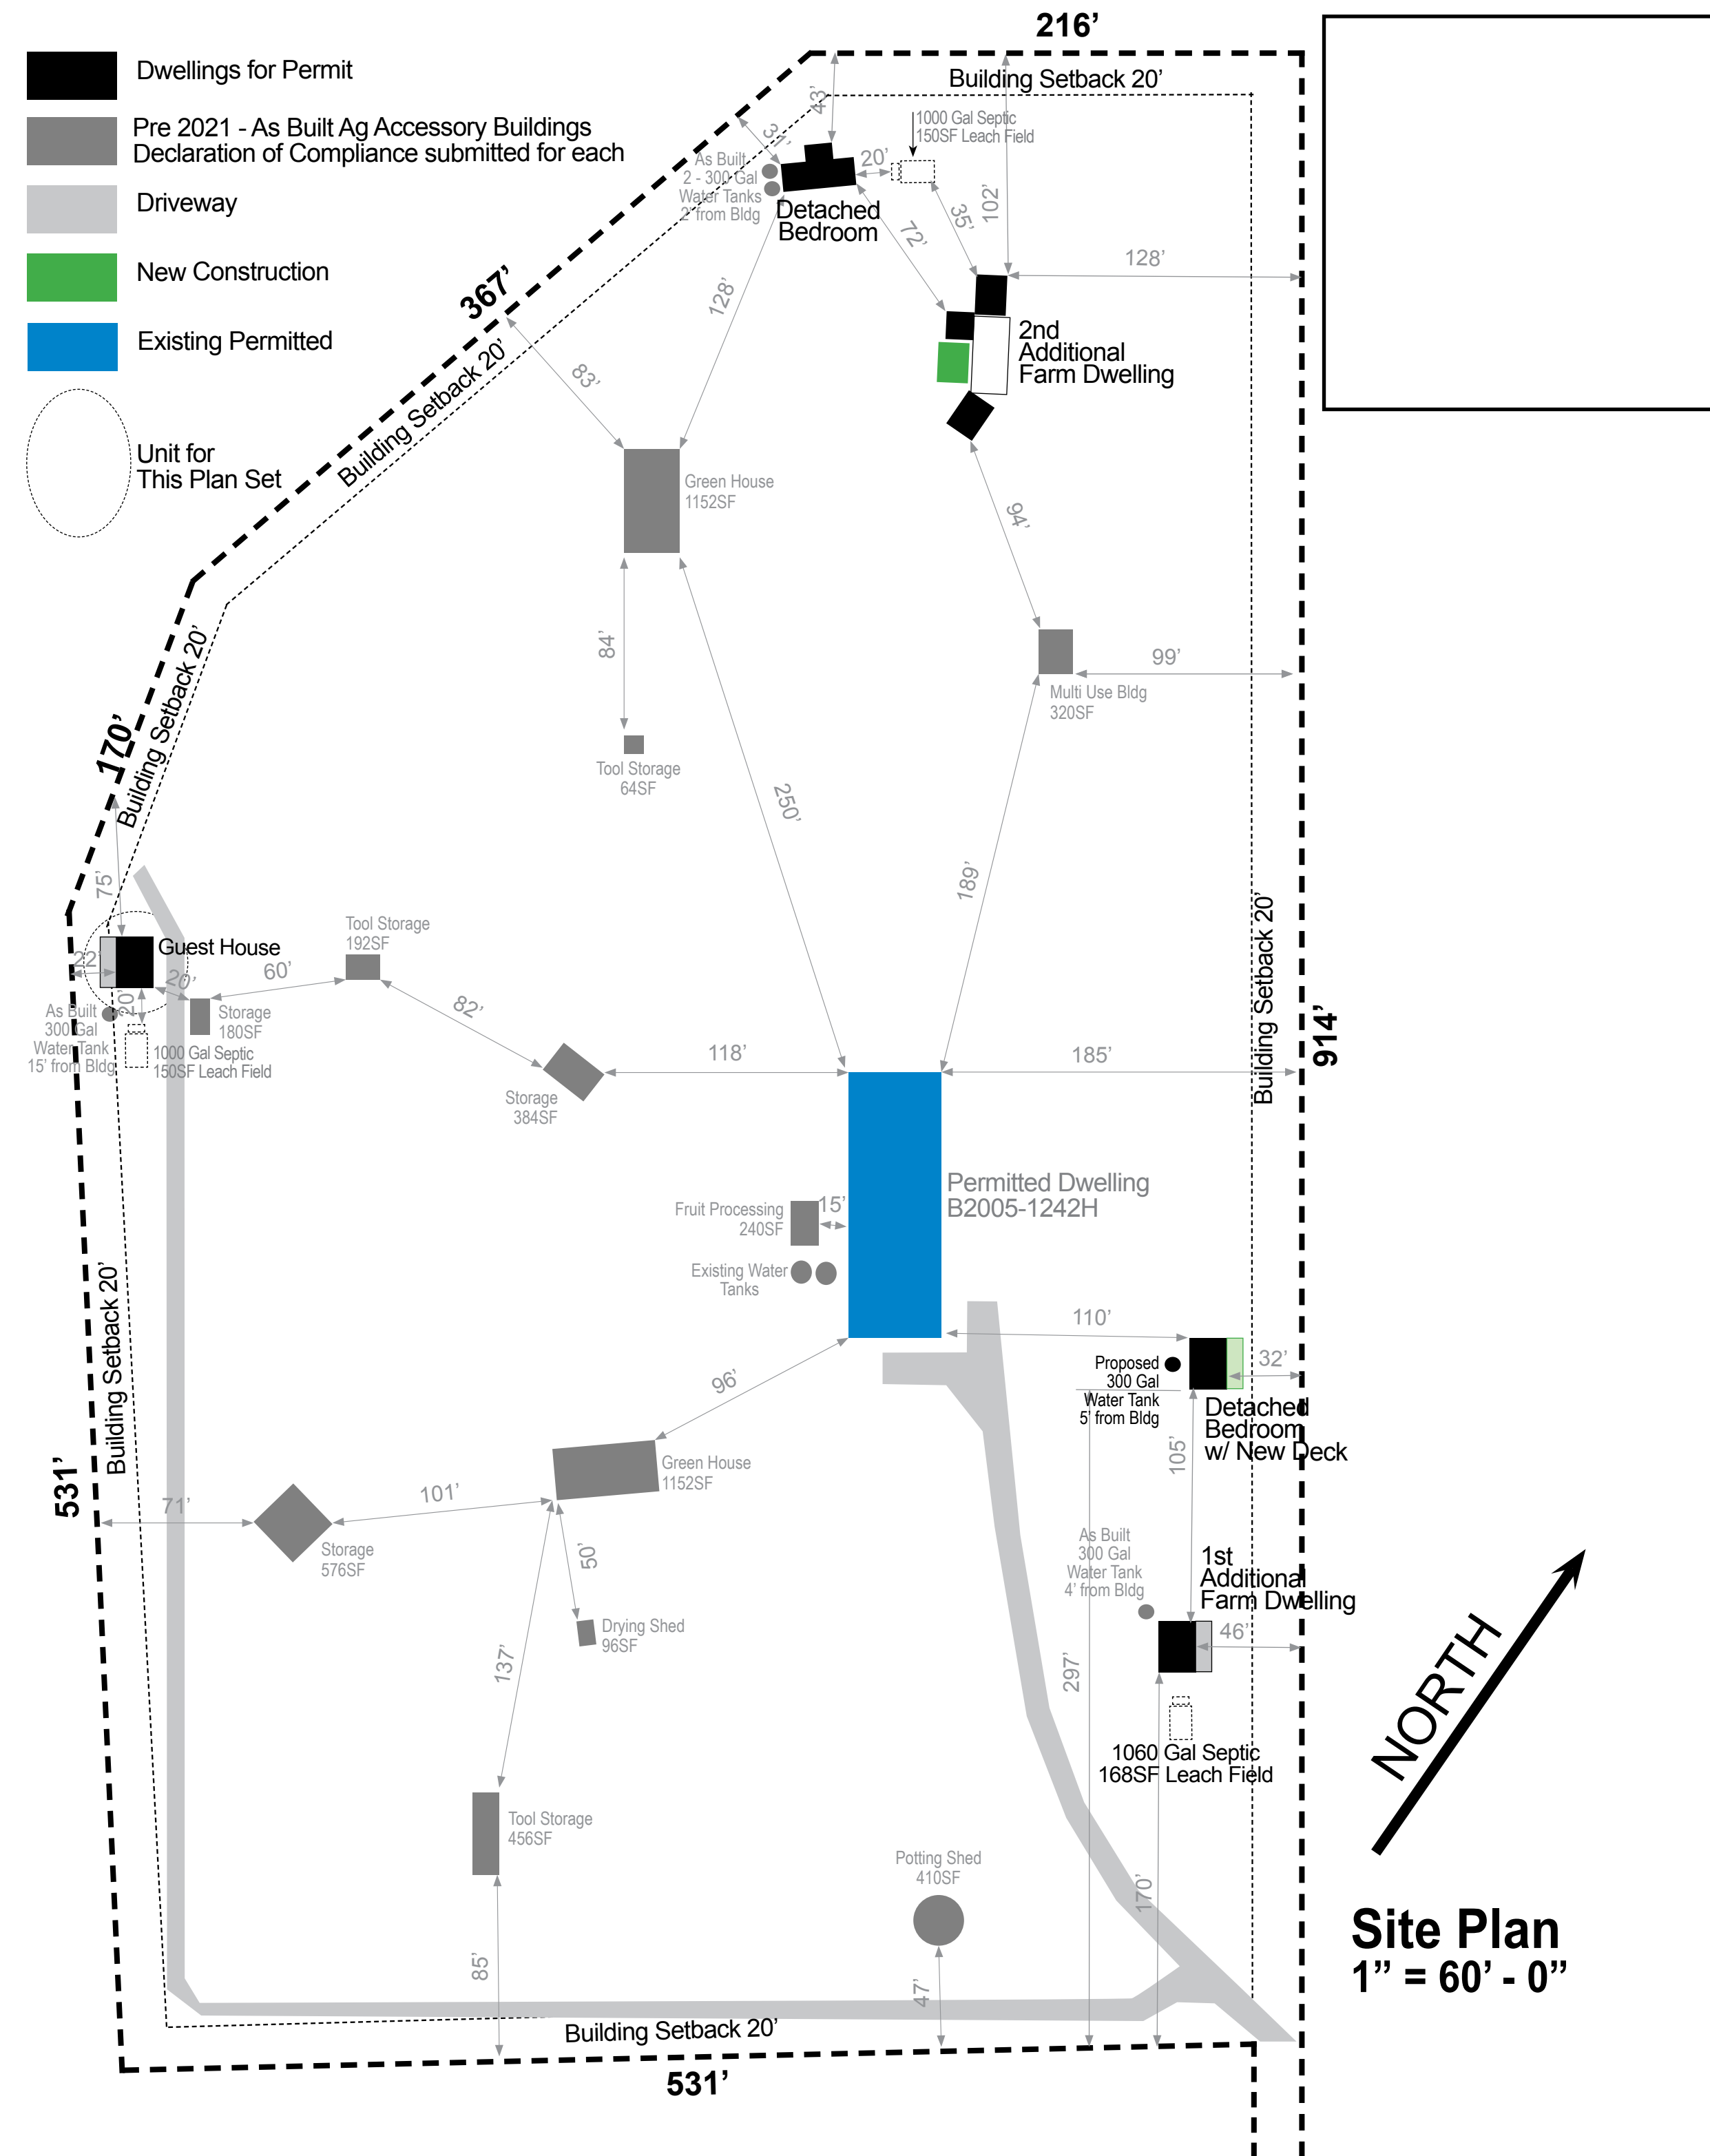 216’
Dwellings for Permit
Pre 2021 - As Built Ag Accessory Buildings
Declaration of Compliance submitted for each
Driveway
New Construction
Existing Permitted
Unit for
This Plan Set
Building Setback 20’
43’
31’
1000 Gal Septic
150SF Leach Field
As Built
2 - 300 Gal
Water Tanks
2’ from Bldg
20’
Detached
Bedroom
72’
35’
102’
128’
128’
367’
Building Setback 20’
83’
2nd
Additional
Farm Dwelling
Green House
1152SF
94’
84’
99’
Multi Use Bldg
320SF
Tool Storage
64SF
170’
Building Setback 20’
250’
189’
75’
Guest House
22’
20’
20’
As Built
300 Gal
Water Tank
15’ from Bldg
1000 Gal Septic
150SF Leach Field
Storage
180SF
60’
Tool Storage
192SF
82’
Storage
384SF
118’
185’
Building Setback 20’
914’
Permitted Dwelling
B2005-1242H
Fruit Processing
240SF
15’
Existing Water
Tanks
110’
Proposed
300 Gal
Water Tank
5’ from Bldg
32’
Detached
Bedroom
w/ New Deck
105’
96’
Building Setback 20’
531’
Green House
1152SF
71’
101’
Storage
576SF
50’
Drying Shed
96SF
137’
As Built
300 Gal
Water Tank
4’ from Bldg
1st
Additional
Farm Dwelling
46’
297’
1060 Gal Septic
168SF Leach Field
170’
NORTH
Tool Storage
456SF
85’
Potting Shed
410SF
47’
Site Plan
1” = 60’ - 0”
Building Setback 20’
531’